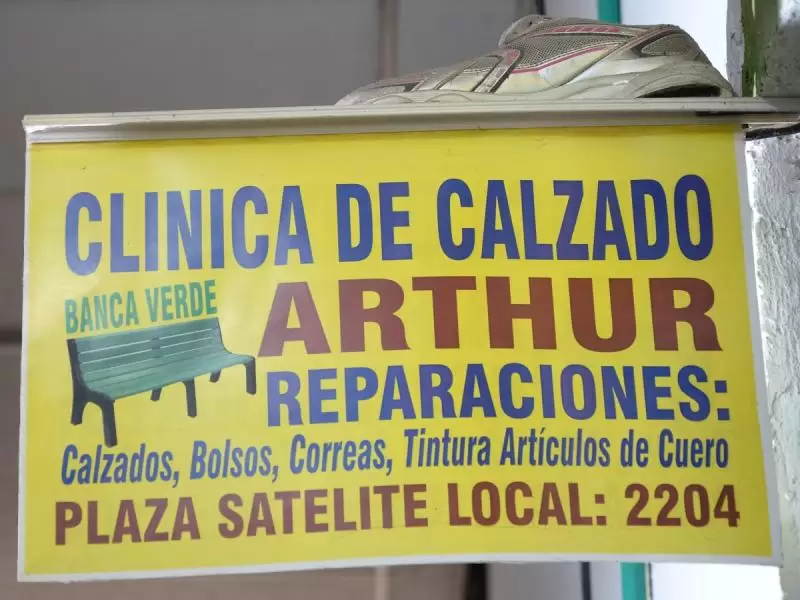 CLINICA DE CALZADO
BANCA VERDE
ARTHUR
REPARACIONES:
Calzados, Bolsos, Correas, Tintura Artículos de Cuero
PLAZA SATELITE LOCAL: 2204